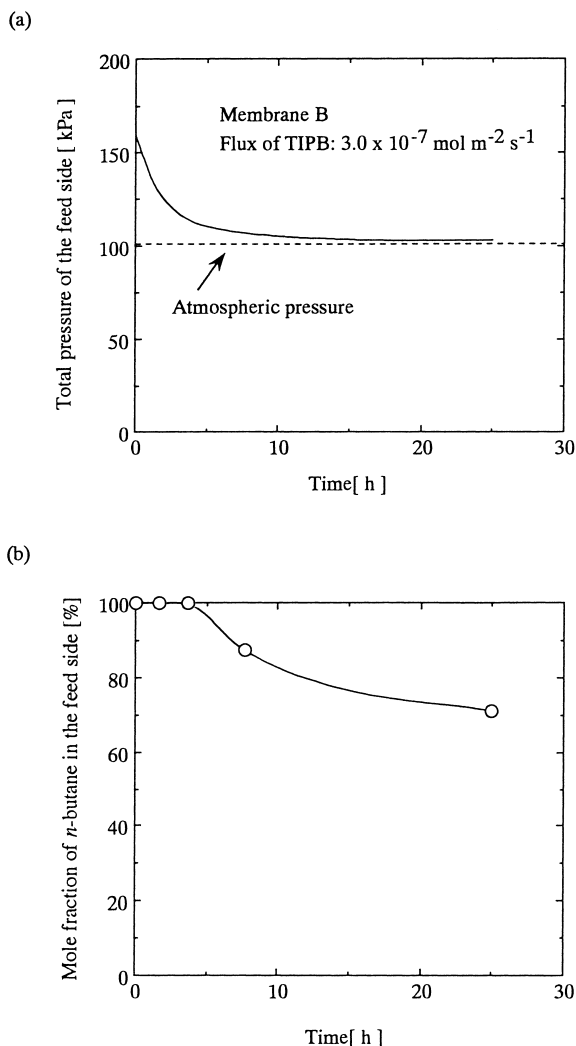 (a)
Total pressure of the feed side [ kPa ]
200
150
100
50
0
Membrane B
Flux of TIPB: 3.0 x 10⁻⁷ mol m⁻² s⁻¹
Atmospheric pressure
0 10 20 30
Time[ h ]
(b)
Mole fraction of n-butane in the feed side [%]
100
80
60
40
20
0
0 10 20 30
Time[ h ]